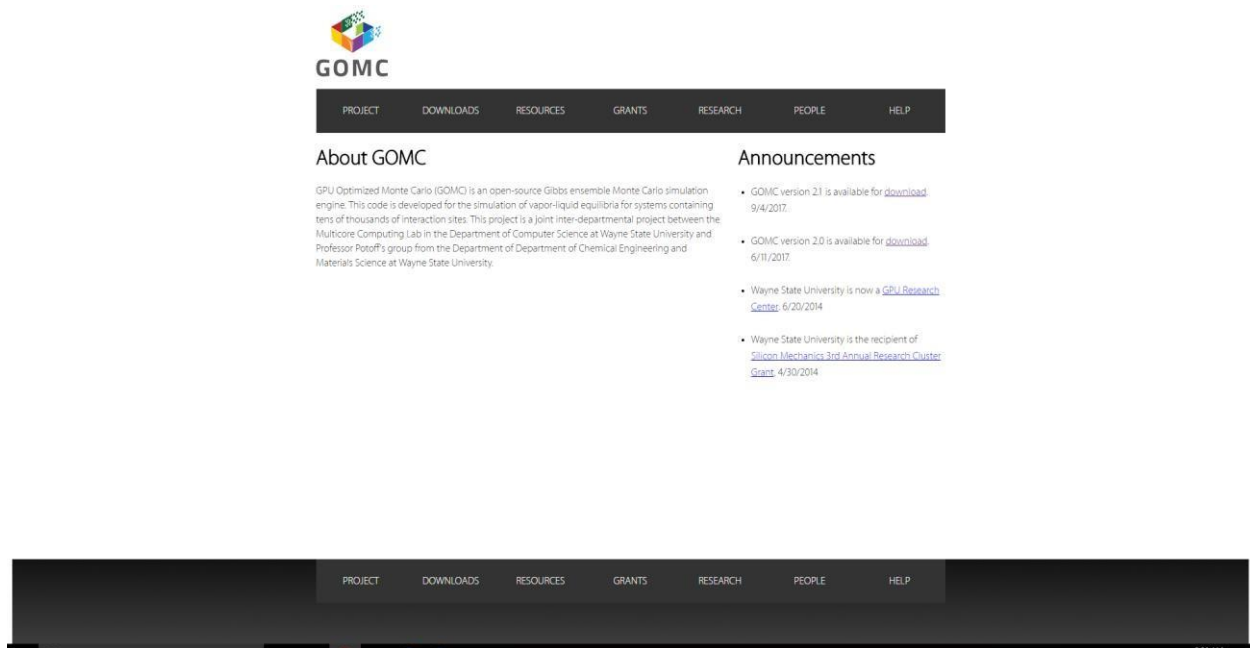 GOMC
PROJECT DOWNLOADS RESOURCES GRANTS RESEARCH PEOPLE HELP
About GOMC
GPU Optimized Monte Carlo (GOMC) is an open-source Gibbs ensemble Monte Carlo simulation
engine. This code is developed for the simulation of vapor-liquid equilibria for systems containing
tens of thousands of interaction sites. This project is a joint inter-departmental project between the
Multicore Computing Lab in the Department of Computer Science at Wayne State University and
Professor Potoff's group from the Department of Department of Chemical Engineering and
Materials Science at Wayne State University.
Announcements
• GOMC version 2.1 is available for download.
9/4/2017.
• GOMC version 2.0 is available for download.
6/11/2017.
• Wayne State University is now a GPU Research
Center. 6/20/2014
• Wayne State University is the recipient of
Silicon Mechanics 3rd Annual Research Cluster
Grant. 4/30/2014
PROJECT DOWNLOADS RESOURCES GRANTS RESEARCH PEOPLE HELP